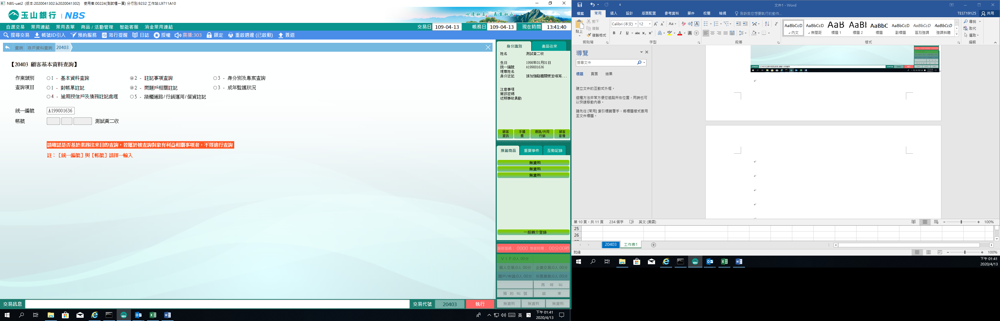 NBS-uat2 (版本:2020041302.b2020041302) 使用者:00224(測試櫃一寅) 分行別:9232 工作站:L9711A10
玉山銀行 | NBS
心清如玉，義重如山
自選交易 常用連結 常用表單 商品 / 活動管理 智能客服 消金常用連結
交易日 109-04-13 帳務日 109-04-13 現在時間 13:41:40
搜尋交易 帳號ID引入 預約服務 蒞行提醒 日誌 授權 廣播:303 鎖定 重啟週邊 (已啟動) 簽退
查詢 存戶資料查詢 20403
【20403 顧客基本資料查詢】
作業類別 1 - 基本資料查詢 2 - 註記事項查詢 3 - 身分別及專案查詢
查詢項目 1 - 對帳單註記 2 - 問題戶相關註記 3 - 成年監護狀況
4 - 逾期授信戶及債務註記處理 5 - 接觸通路/行銷運用/個資註記
統一編號 A199001636
帳號 測試黃二收
請確認是否基於業務往來目的查詢，若屬於被查詢對象有利益相關事項者，不得進行查詢
註：［統一編號］與［帳號］請擇一輸入
交易訊息 交易代號 20403 執行
身分識別 產品往來
姓名 測試黃二收
生日 1998年01月01日
統一編號 A199001636
理專姓名
身分註記 請加強臨櫃關懷並填寫...
注意事項
簡訊密碼
近期事故異動
顧客資訊 手續費 通路/共同行銷 顧客影像
推薦商品 重要事件 互動記錄
無資料
無資料
無資料
一般轉介登錄
服務號碼： 0000 等候時間： 00分00秒
V I P:0人 00分
個人交易:0人 00分 企業交易:0人 00分
開戶/申請:0人 00分 外匯業務:0人 00分
再 呼 叫
預 約 叫 號 結 束
無資料 無資料 無資料
英
下午 01:41
2020/4/13
文件1 - Word
檔案 常用 插入 設計 版面配置 參考資料 郵件 校閱 檢視 告訴我您想要執行的動作... TEST19125 共用
貼上 剪下 複製 複製格式
Calibri (本文) 12
AaBbCcD AaBbCcD AaB AaBl AaBbC AaBbCcD AaBbCcD AaBbCcD
內文 無間距 標題 1 標題 2 標題 副標題 區別強調 強調斜體
尋找 取代 選取
剪貼簿 字型 段落 樣式 編輯
導覽
搜尋文件
標題 頁面 結果
建立文件的互動式外框。
這種方法非常方便您追蹤所在位置，同時也可以快速移動內容。
請先從 [常用] 索引標籤著手，將標題樣式套用至文件標題。
第 10 頁，共 11 頁 234 個字 英文 (美國) 100%
25
26
20403 工作表1
就緒 100%
下午 01:41
2020/4/13